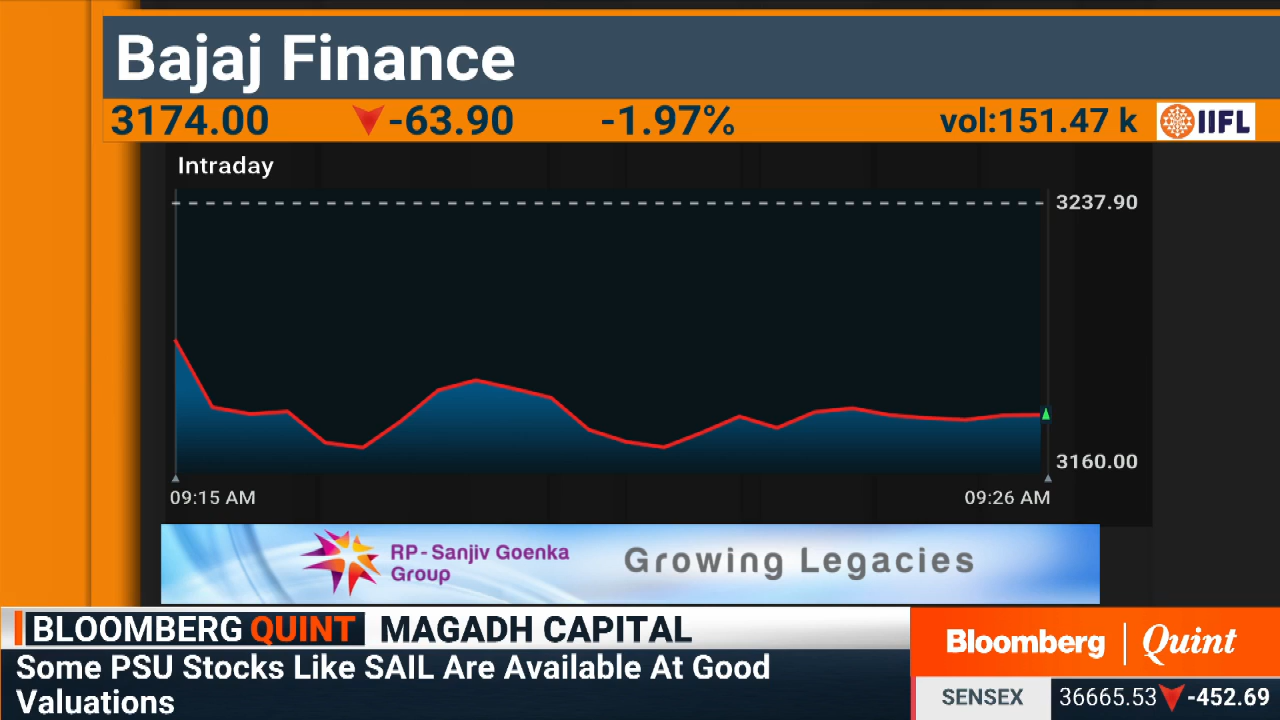 Bajaj Finance
3174.00 -63.90 -1.97% vol:151.47 k IIFL
Intraday
3237.90
3160.00
09:15 AM 09:26 AM
RP-Sanjiv Goenka
Group
Growing Legacies
BLOOMBERG QUINT MAGADH CAPITAL
Some PSU Stocks Like SAIL Are Available At Good
Valuations
Bloomberg | Quint
SENSEX 36665.53 -452.69